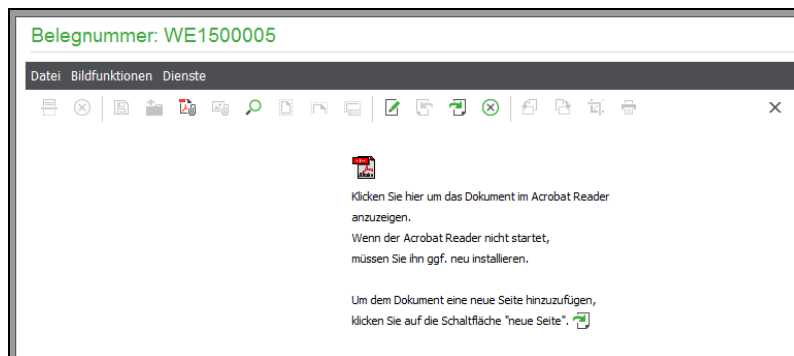 Belegnummer: WE1500005
Datei Bildfunktionen Dienste
Klicken Sie hier um das Dokument im Acrobat Reader
anzuzeigen.
Wenn der Acrobat Reader nicht startet,
müssen Sie ihn ggf. neu installieren.
Um dem Dokument eine neue Seite hinzuzufügen,
klicken Sie auf die Schaltfläche "neue Seite".